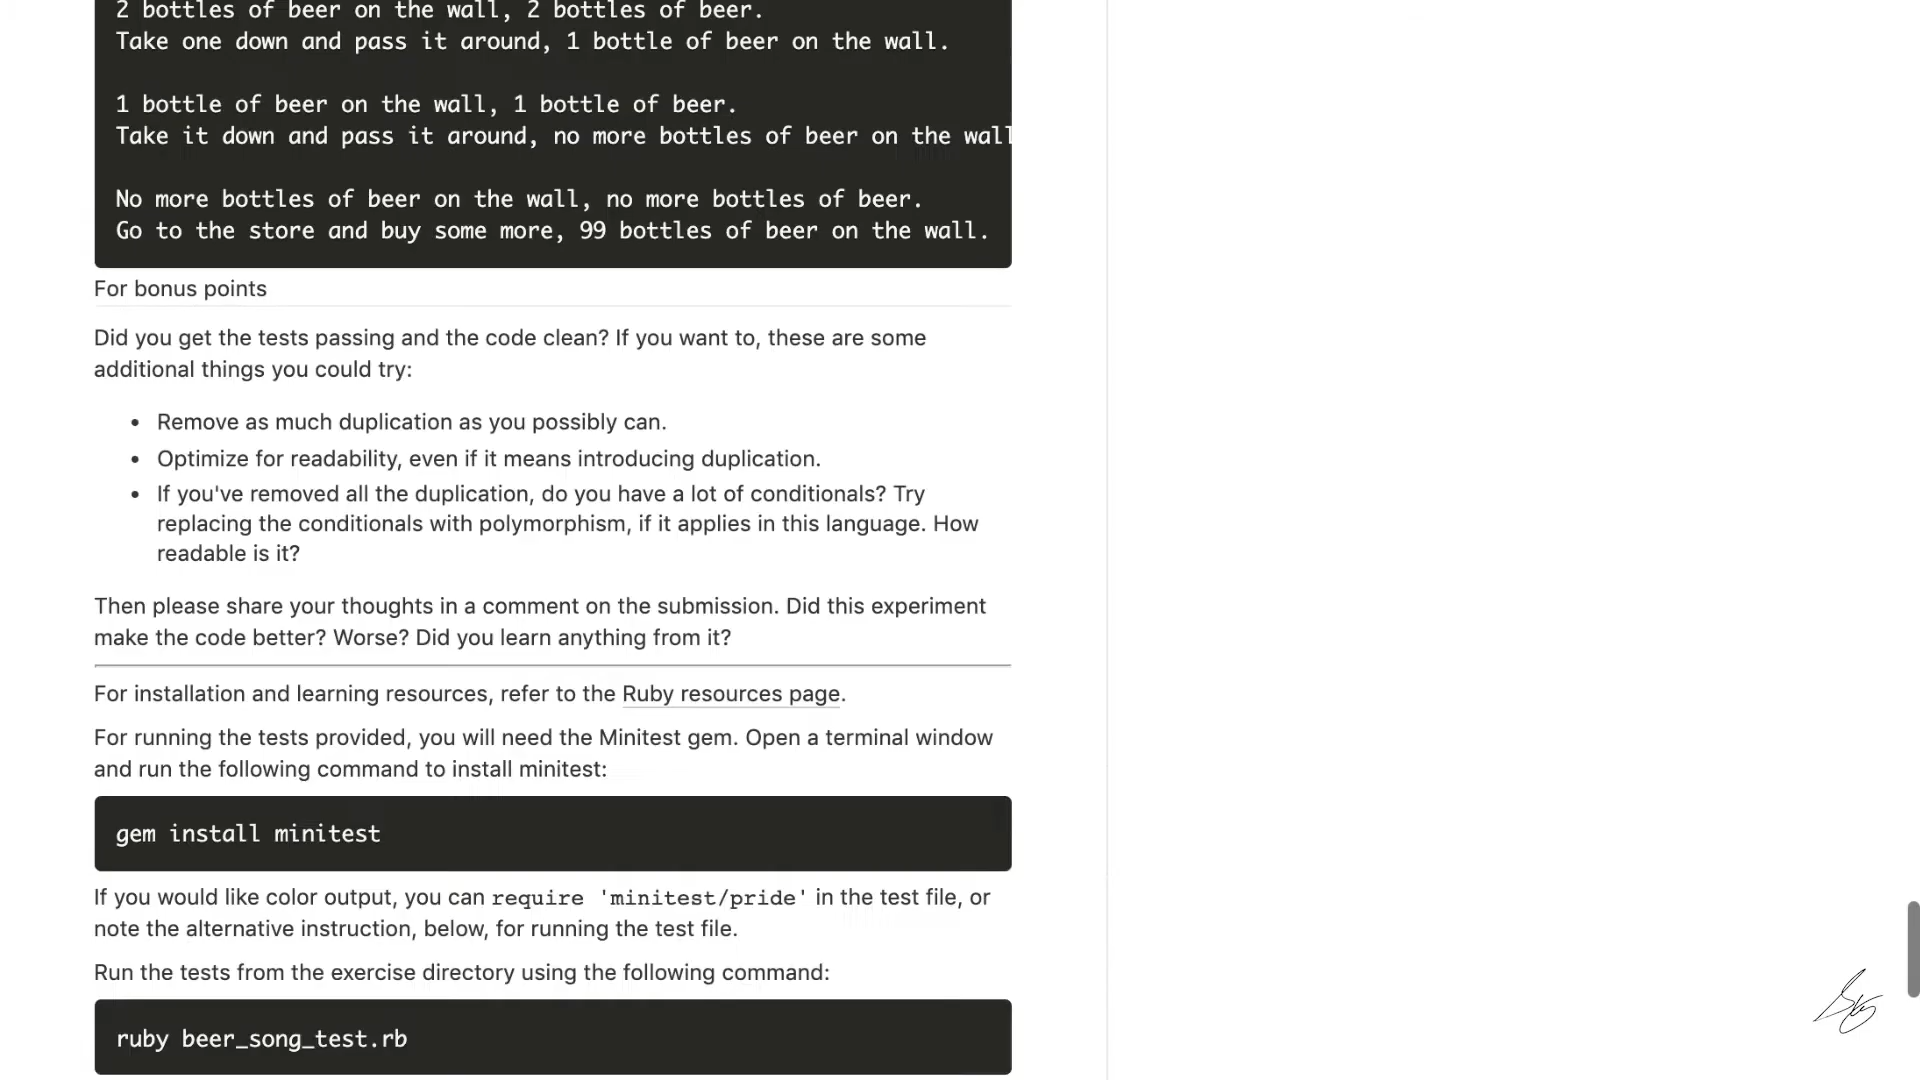 2 bottles of beer on the wall, 2 bottles of beer.
Take one down and pass it around, 1 bottle of beer on the wall.
1 bottle of beer on the wall, 1 bottle of beer.
Take it down and pass it around, no more bottles of beer on the wall
No more bottles of beer on the wall, no more bottles of beer.
Go to the store and buy some more, 99 bottles of beer on the wall.
For bonus points
Did you get the tests passing and the code clean? If you want to, these are some
additional things you could try:
• Remove as much duplication as you possibly can.
• Optimize for readability, even if it means introducing duplication.
• If you've removed all the duplication, do you have a lot of conditionals? Try
replacing the conditionals with polymorphism, if it applies in this language. How
readable is it?
Then please share your thoughts in a comment on the submission. Did this experiment
make the code better? Worse? Did you learn anything from it?
For installation and learning resources, refer to the Ruby resources page.
For running the tests provided, you will need the Minitest gem. Open a terminal window
and run the following command to install minitest:
gem install minitest
If you would like color output, you can require 'minitest/pride' in the test file, or
note the alternative instruction, below, for running the test file.
Run the tests from the exercise directory using the following command:
ruby beer_song_test.rb